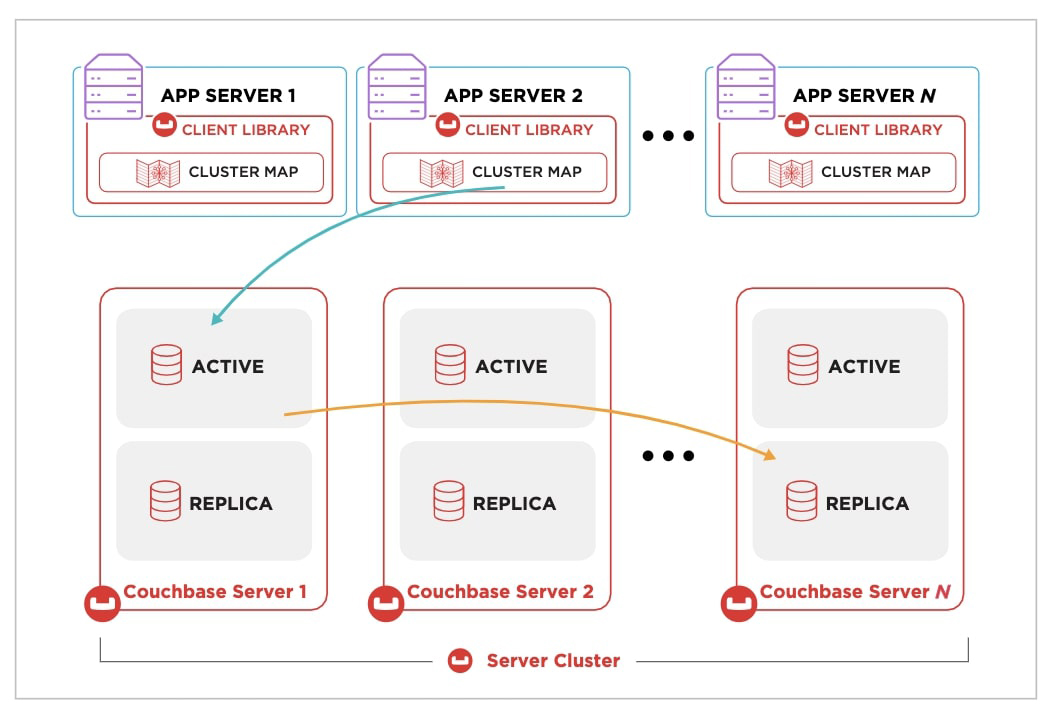 APP SERVER 1
CLIENT LIBRARY
CLUSTER MAP
APP SERVER 2
CLIENT LIBRARY
CLUSTER MAP
APP SERVER N
CLIENT LIBRARY
CLUSTER MAP
ACTIVE
REPLICA
Couchbase Server 1
ACTIVE
REPLICA
Couchbase Server 2
ACTIVE
REPLICA
Couchbase Server N
Server Cluster